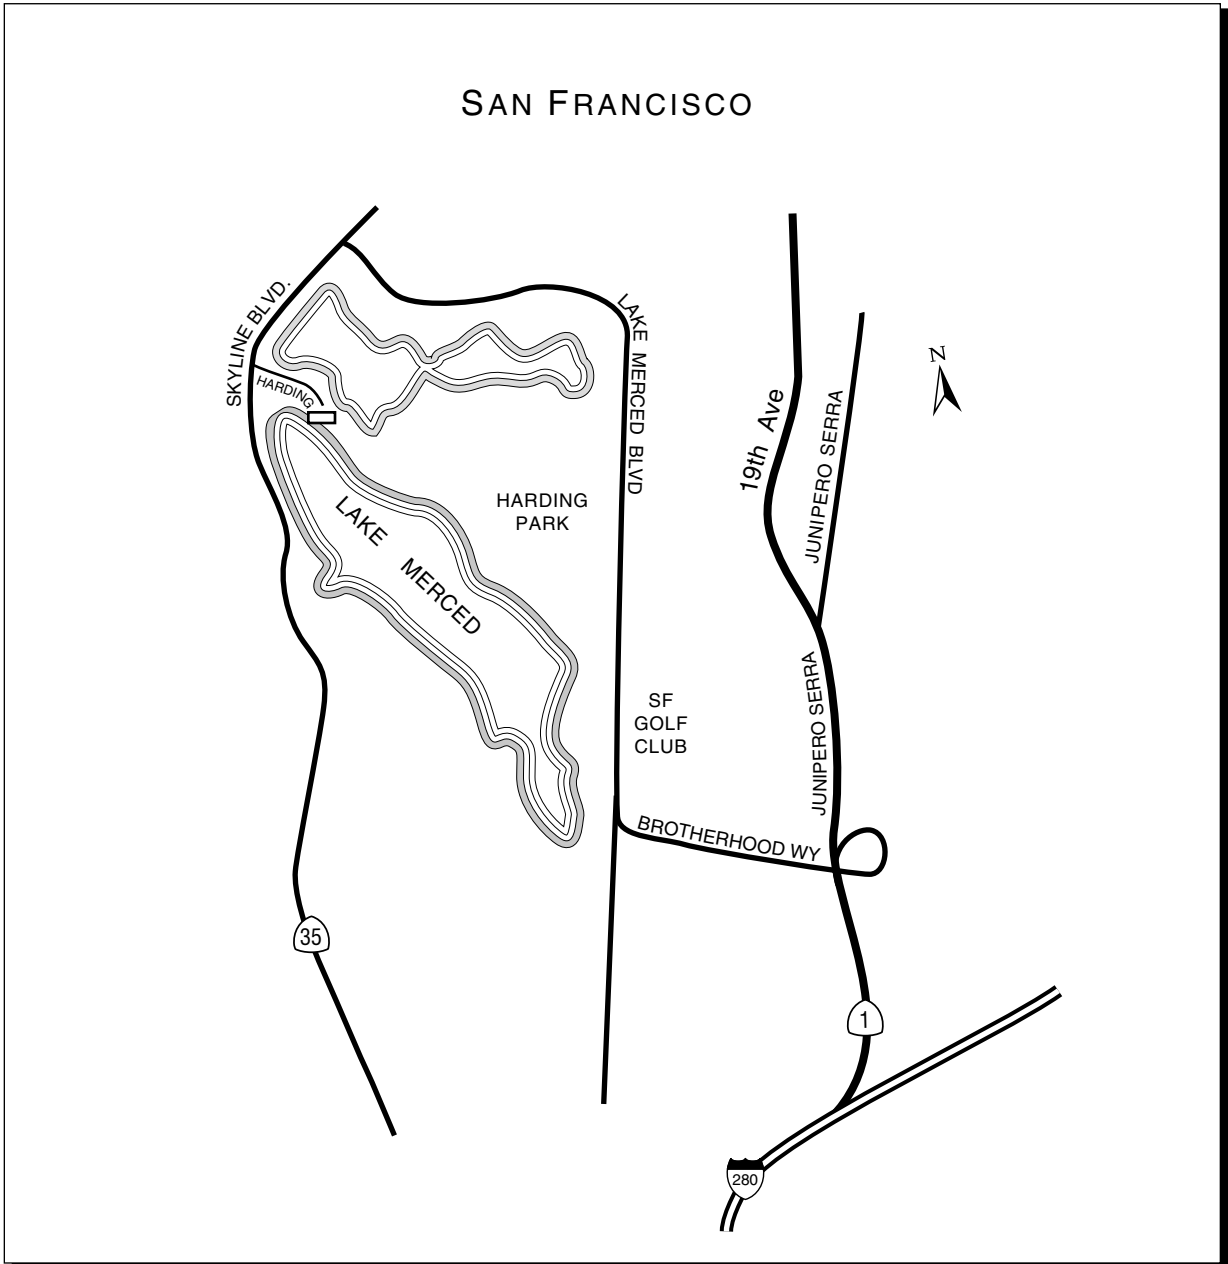 SAN FRANCISCO
SKYLINE BLVD.
LAKE MERCED BLVD
N
HARDING
19th Ave
JUNIPERO SERRA
HARDING
PARK
LAKE MERCED
JUNIPERO SERRA
SF
GOLF
CLUB
BROTHERHOOD WY
35
1
280